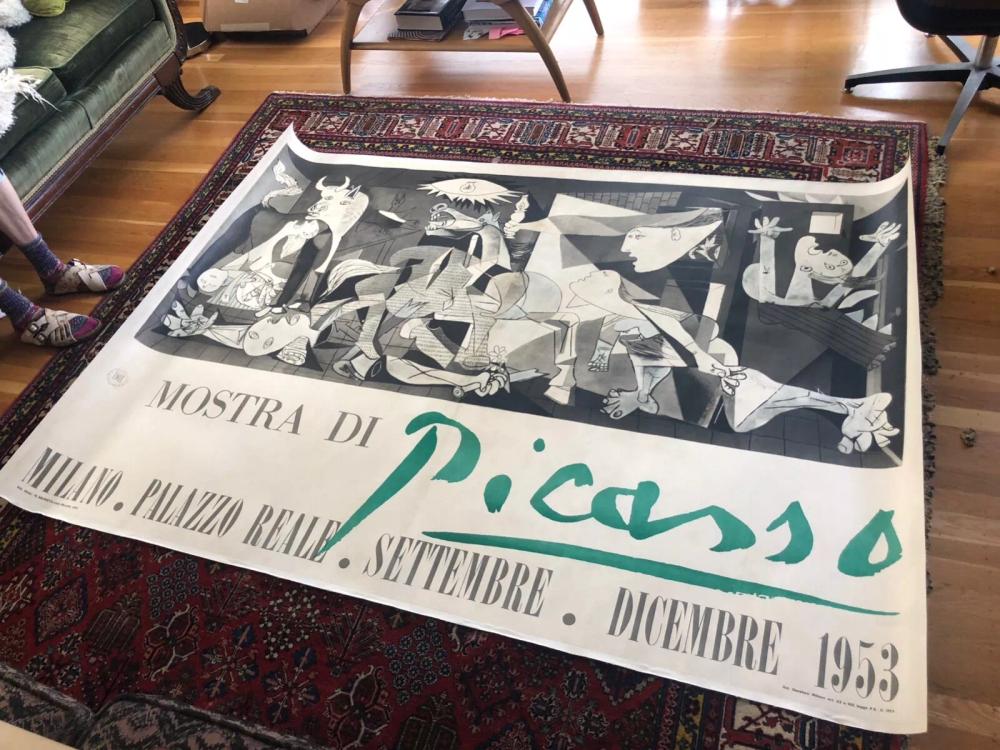 MOSTRA DI Picasso
MILANO . PALAZZO REALE . SETTEMBRE . DICEMBRE 1953